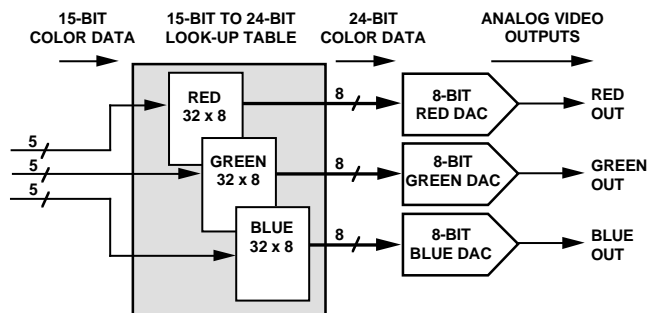 15-BIT
COLOR DATA
15-BIT TO 24-BIT
LOOK-UP TABLE
24-BIT
COLOR DATA
ANALOG VIDEO
OUTPUTS
RED
32 x 8
8
8-BIT
RED DAC
RED
OUT
5
5
5
GREEN
32 x 8
8
8-BIT
GREEN DAC
GREEN
OUT
BLUE
32 x 8
8
8-BIT
BLUE DAC
BLUE
OUT